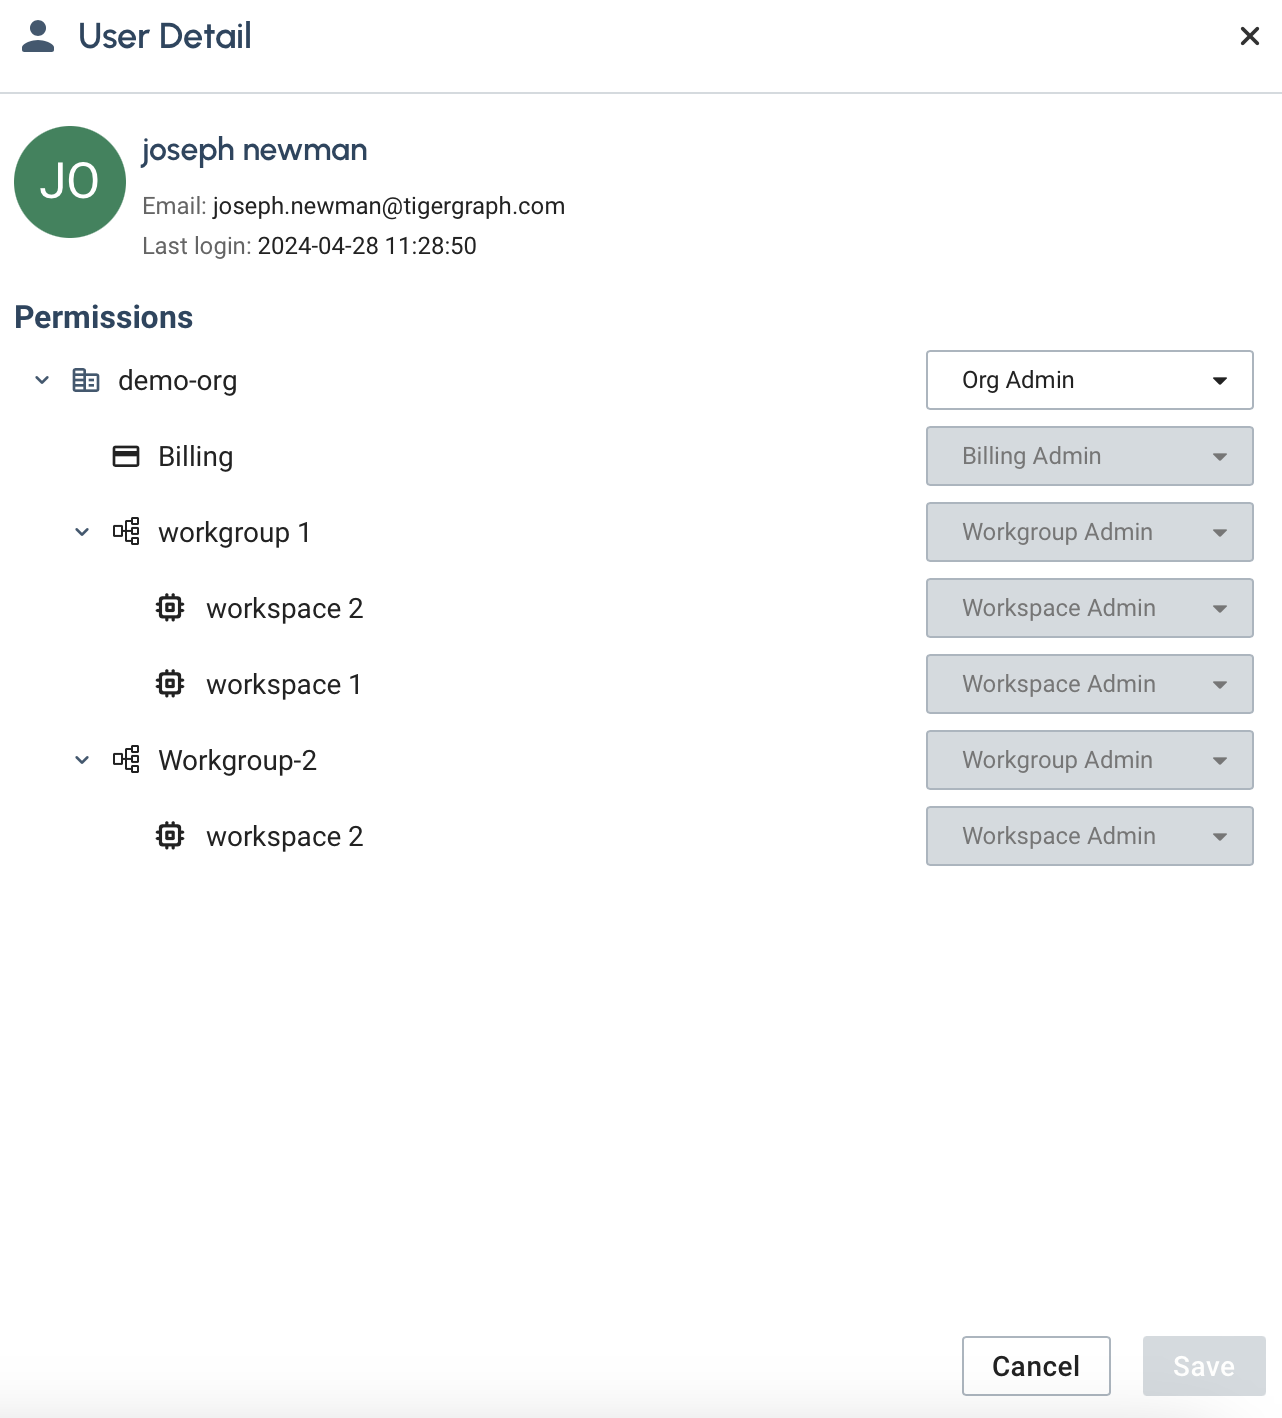 User Detail
JO
joseph newman
Email: joseph.newman@tigergraph.com
Last login: 2024-04-28 11:28:50
Permissions
demo-org Org Admin
Billing Billing Admin
workgroup 1 Workgroup Admin
workspace 2 Workspace Admin
workspace 1 Workspace Admin
Workgroup-2 Workgroup Admin
workspace 2 Workspace Admin
Cancel Save